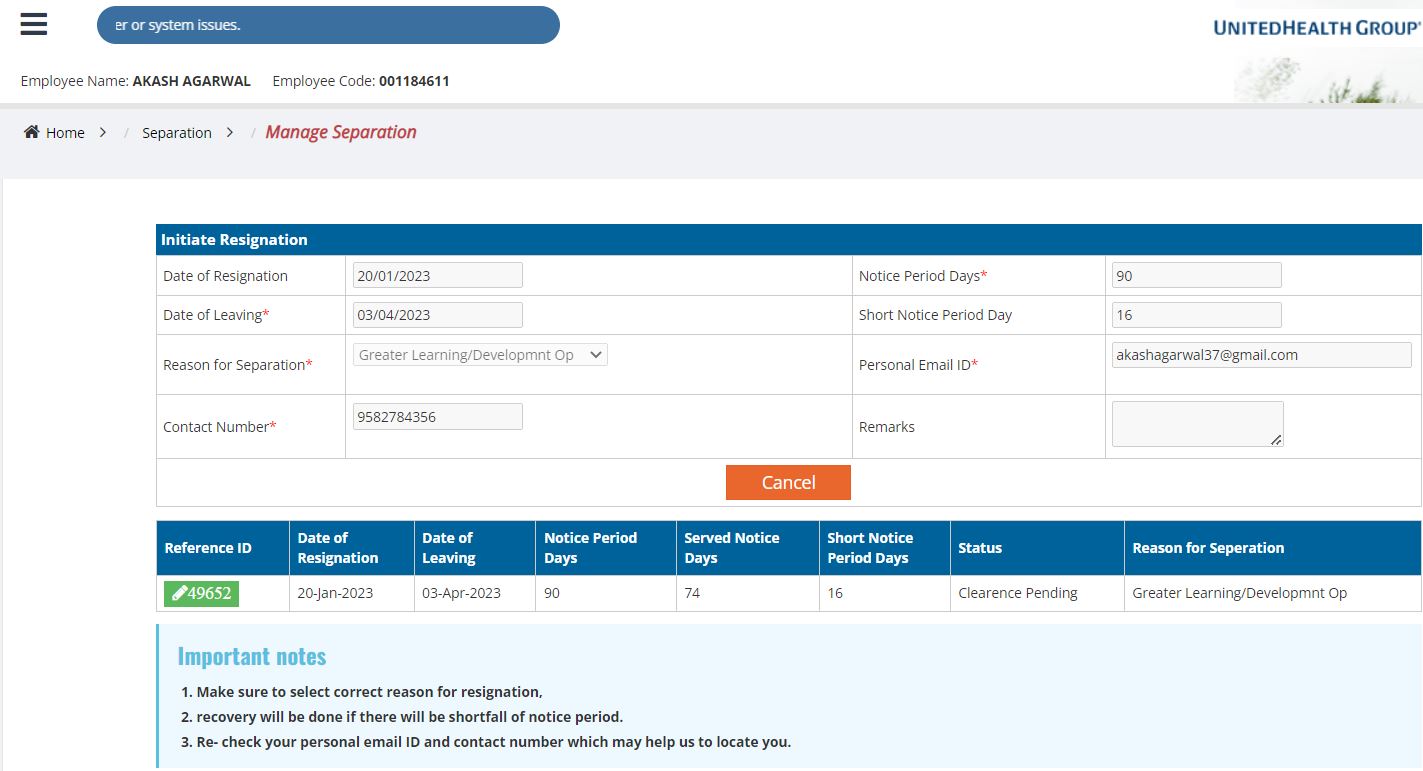 er or system issues.
UNITEDHEALTH GROUP
Employee Name: AKASH AGARWAL Employee Code: 001184611
Home > / Separation > / Manage Separation
Initiate Resignation
Date of Resignation 20/01/2023 Notice Period Days* 90
Date of Leaving* 03/04/2023 Short Notice Period Day 16
Reason for Separation* Greater Learning/Developmnt Op Personal Email ID* akashagarwal37@gmail.com
Contact Number* 9582784356 Remarks
Cancel
Reference ID Date of Resignation Date of Leaving Notice Period Days Served Notice Days Short Notice Period Days Status Reason for Seperation
49652 20-Jan-2023 03-Apr-2023 90 74 16 Clearence Pending Greater Learning/Developmnt Op
Important notes
1. Make sure to select correct reason for resignation,
2. recovery will be done if there will be shortfall of notice period.
3. Re- check your personal email ID and contact number which may help us to locate you.